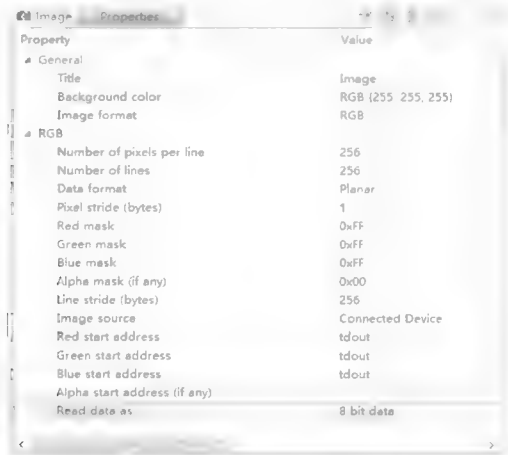 Image Properties
Property Value
General
Title Image
Background color RGB (255, 255, 255)
Image format RGB
RGB
Number of pixels per line 256
Number of lines 256
Data format Planar
Pixel stride (bytes) 1
Red mask 0xFF
Green mask 0xFF
Blue mask 0xFF
Alpha mask (if any) 0x00
Line stride (bytes) 256
Image source Connected Device
Red start address tdout
Green start address tdout
Blue start address tdout
Alpha start address (if any)
Read data as 8 bit data